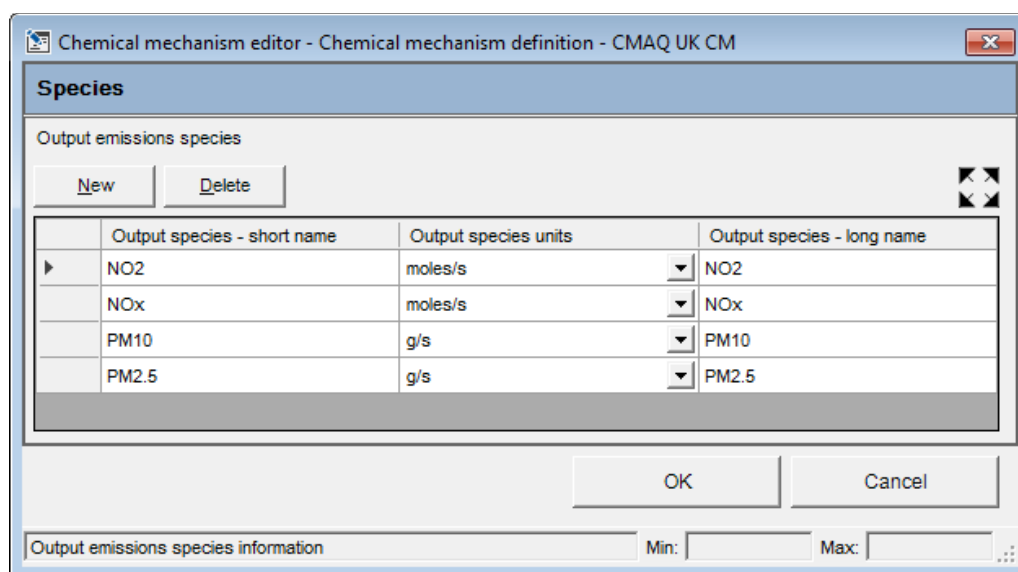 Chemical mechanism editor - Chemical mechanism definition - CMAQ UK CM
Species
Output emissions species
New Delete
Output species - short name Output species units Output species - long name
NO2 moles/s NO2
NOx moles/s NOx
PM10 g/s PM10
PM2.5 g/s PM2.5
OK Cancel
Output emissions species information Min: Max: